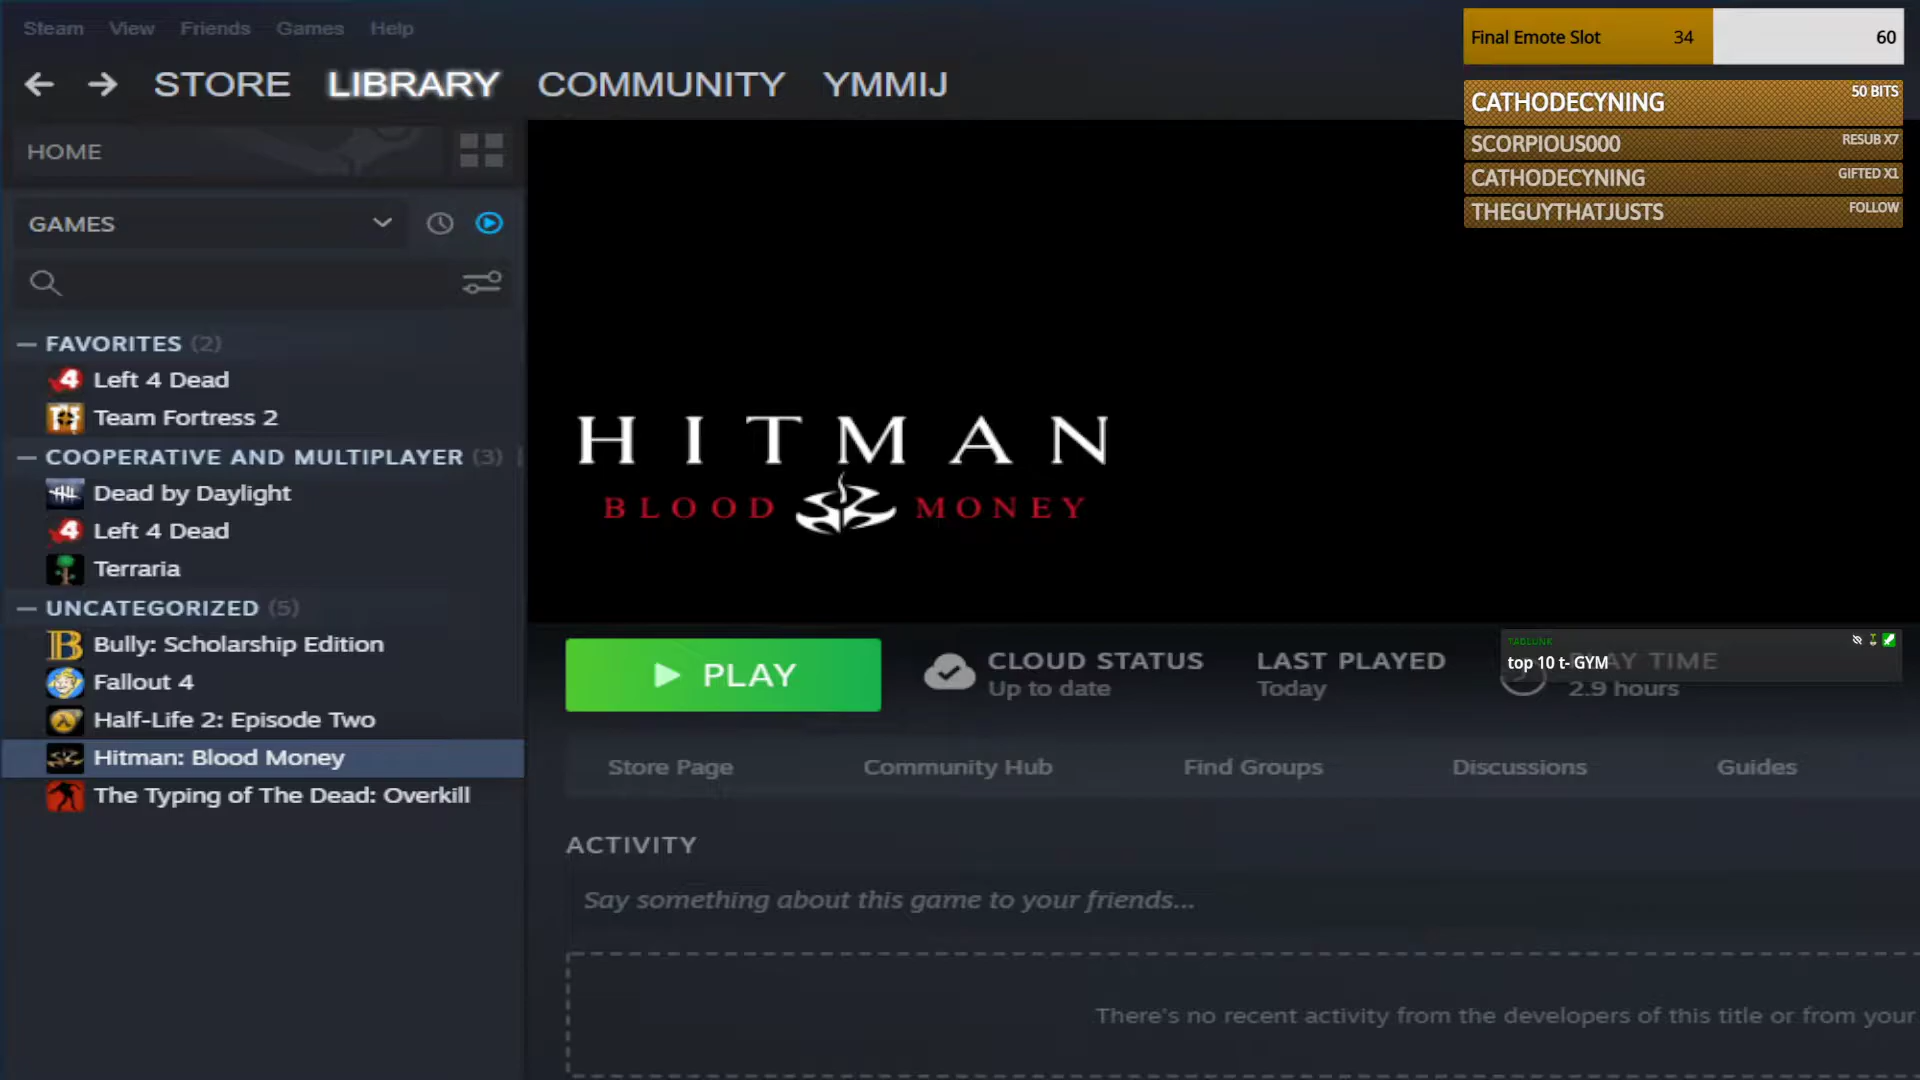 Steam View Friends Games Help
STORE LIBRARY COMMUNITY YMMIJ
Final Emote Slot 34 60
CATHODECYNING 50 BITS
SCORPIOUS000 RESUB X7
CATHODECYNING GIFTED X1
THEGUYTHATJUSTS FOLLOW
HOME
GAMES
— FAVORITES (2)
Left 4 Dead
Team Fortress 2
— COOPERATIVE AND MULTIPLAYER (3)
Dead by Daylight
Left 4 Dead
Terraria
— UNCATEGORIZED (5)
Bully: Scholarship Edition
Fallout 4
Half-Life 2: Episode Two
Hitman: Blood Money
The Typing of The Dead: Overkill
HITMAN
BLOOD MONEY
PLAY
CLOUD STATUS
Up to date
LAST PLAYED
Today
PLAY TIME
2.9 hours
TABLUNK
top 10 t- GYM
Store Page Community Hub Find Groups Discussions Guides
ACTIVITY
Say something about this game to your friends...
There's no recent activity from the developers of this title or from your